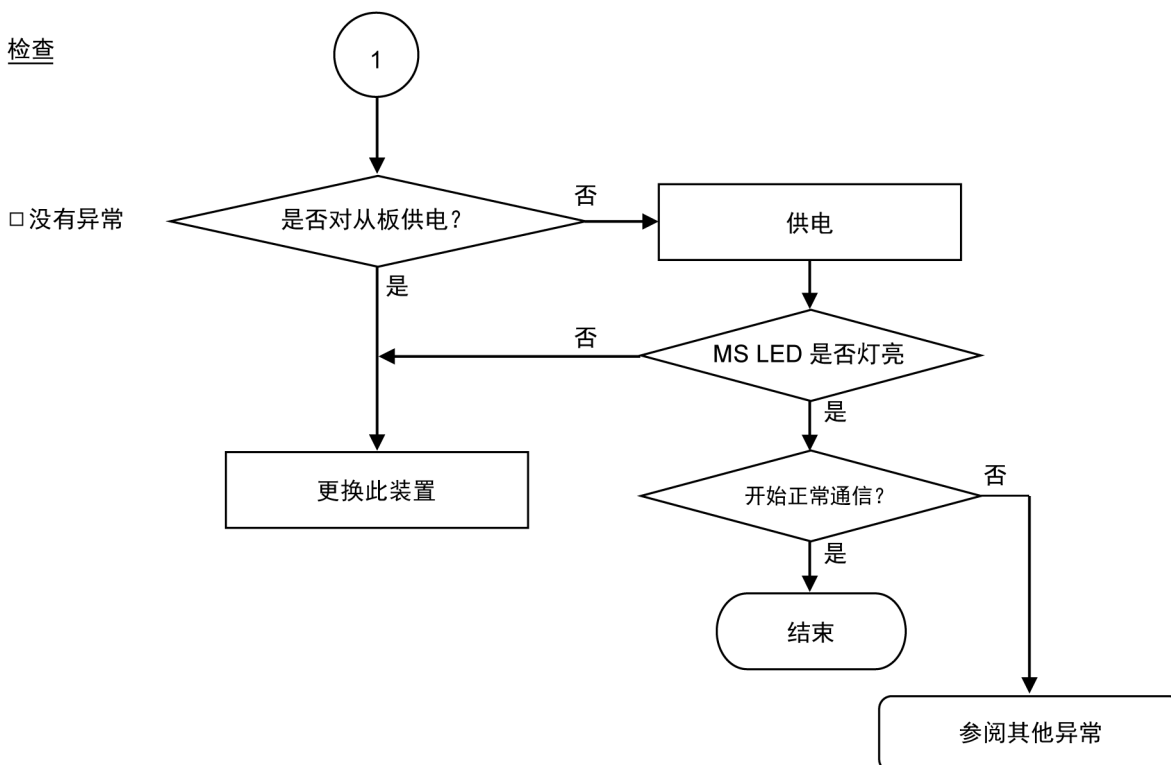 检查
1
□ 没有异常
是否对从板供电?
否
供电
是
否
MS LED 是否灯亮
是
更换此装置
开始正常通信?
否
是
结束
参阅其他异常